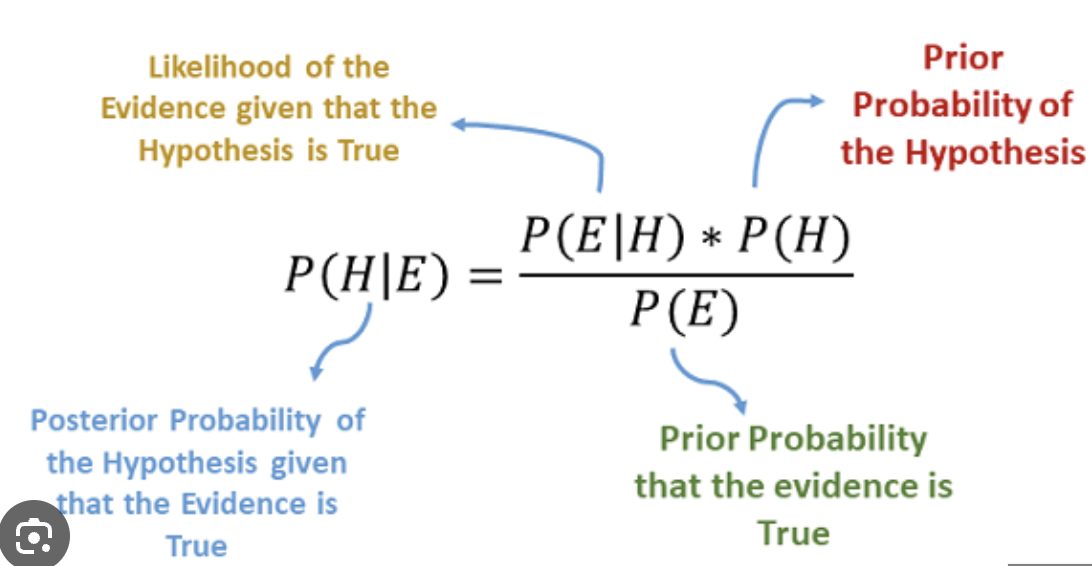 Likelihood of the
Evidence given that the
Hypothesis is True
Prior
Probability of
the Hypothesis
P(H|E) = P(E|H) * P(H)
P(E)
Posterior Probability of
the Hypothesis given
that the Evidence is
True
Prior Probability
that the evidence is
True